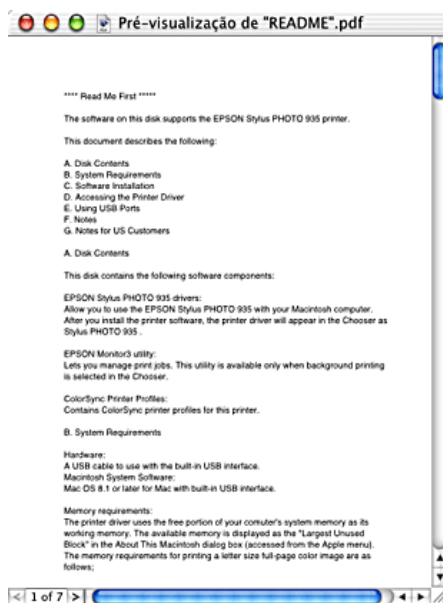 Pré-visualização de "README".pdf
**** Read Me First *****
The software on this disk supports the EPSON Stylus PHOTO 935 printer.
This document describes the following:
A. Disk Contents
B. System Requirements
C. Software Installation
D. Accessing the Printer Driver
E. Using USB Ports
F. Notes
G. Notes for US Customers
A. Disk Contents
This disk contains the following software components:
EPSON Stylus PHOTO 935 drivers:
Allow you to use the EPSON Stylus PHOTO 935 with your Macintosh computer.
After you install the printer software, the printer driver will appear in the Chooser as
Stylus PHOTO 935 .
EPSON Monitor3 utility:
Lets you manage print jobs. This utility is available only when background printing
is selected in the Chooser.
ColorSync Printer Profiles:
Contains ColorSync printer profiles for this printer.
B. System Requirements
Hardware:
A USB cable to use with the built-in USB interface.
Macintosh System Software:
Mac OS 8.1 or later for Mac with built-in USB interface.
Memory requirements:
The printer driver uses the free portion of your comuter's system memory as its
working memory. The available memory is displayed as the "Largest Unused
Block" in the About This Macintosh dialog box (accessed from the Apple menu).
The memory requirements for printing a letter size full-page color image are as
follows;
1 of 7